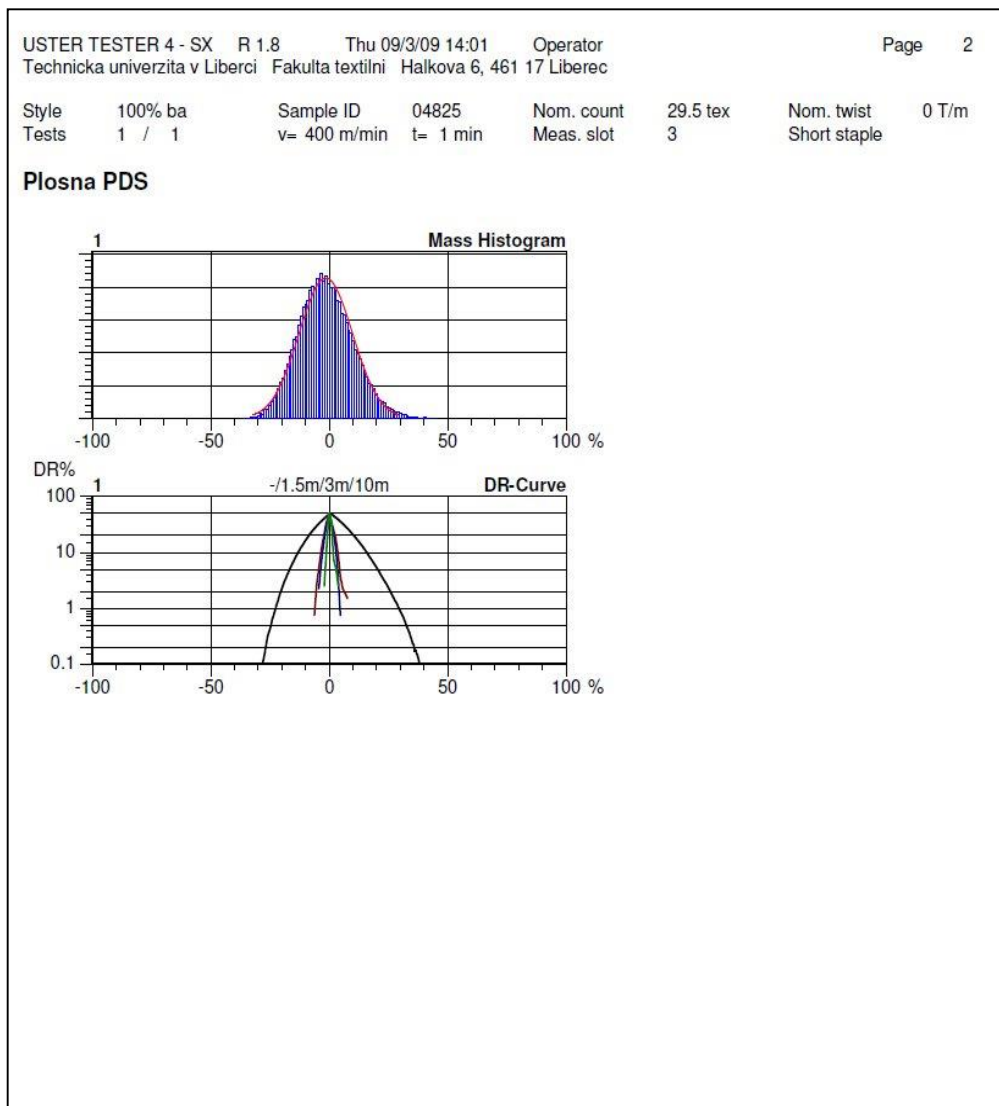 USTER TESTER 4 - SX R 1.8 Thu 09/3/09 14:01 Operator Page 2
Technicka univerzita v Liberci Fakulta textilni Halkova 6, 461 17 Liberec
Style 100% ba Sample ID 04825 Nom. count 29.5 tex Nom. twist 0 T/m
Tests 1 / 1 v= 400 m/min t= 1 min Meas. slot 3 Short staple
Plosna PDS
1 Mass Histogram
-100 -50 0 50 100 %
DR%
100 1 -/1.5m/3m/10m DR-Curve
10
1
0.1
-100 -50 0 50 100 %